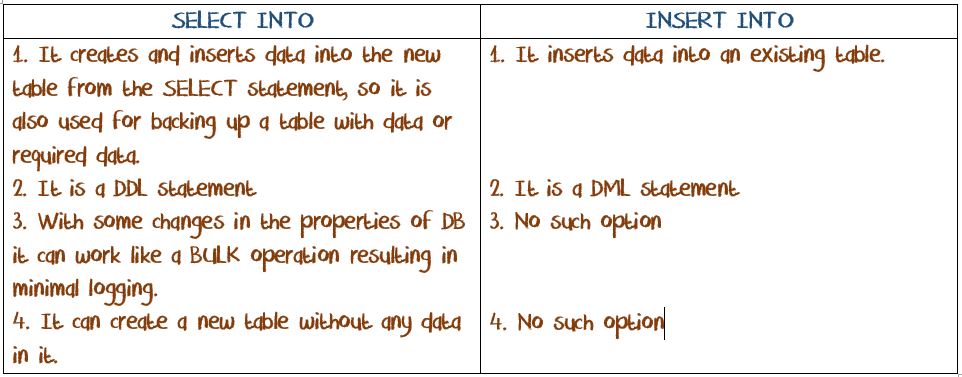 SELECT INTO
INSERT INTO
1. It creates and inserts data into the new
table from the SELECT statement, so it is
also used for backing up a table with data or
required data.
1. It inserts data into an existing table.
2. It is a DDL statement
2. It is a DML statement
3. With some changes in the properties of DB
it can work like a BULK operation resulting in
minimal logging.
3. No such option
4. It can create a new table without any data
in it.
4. No such option